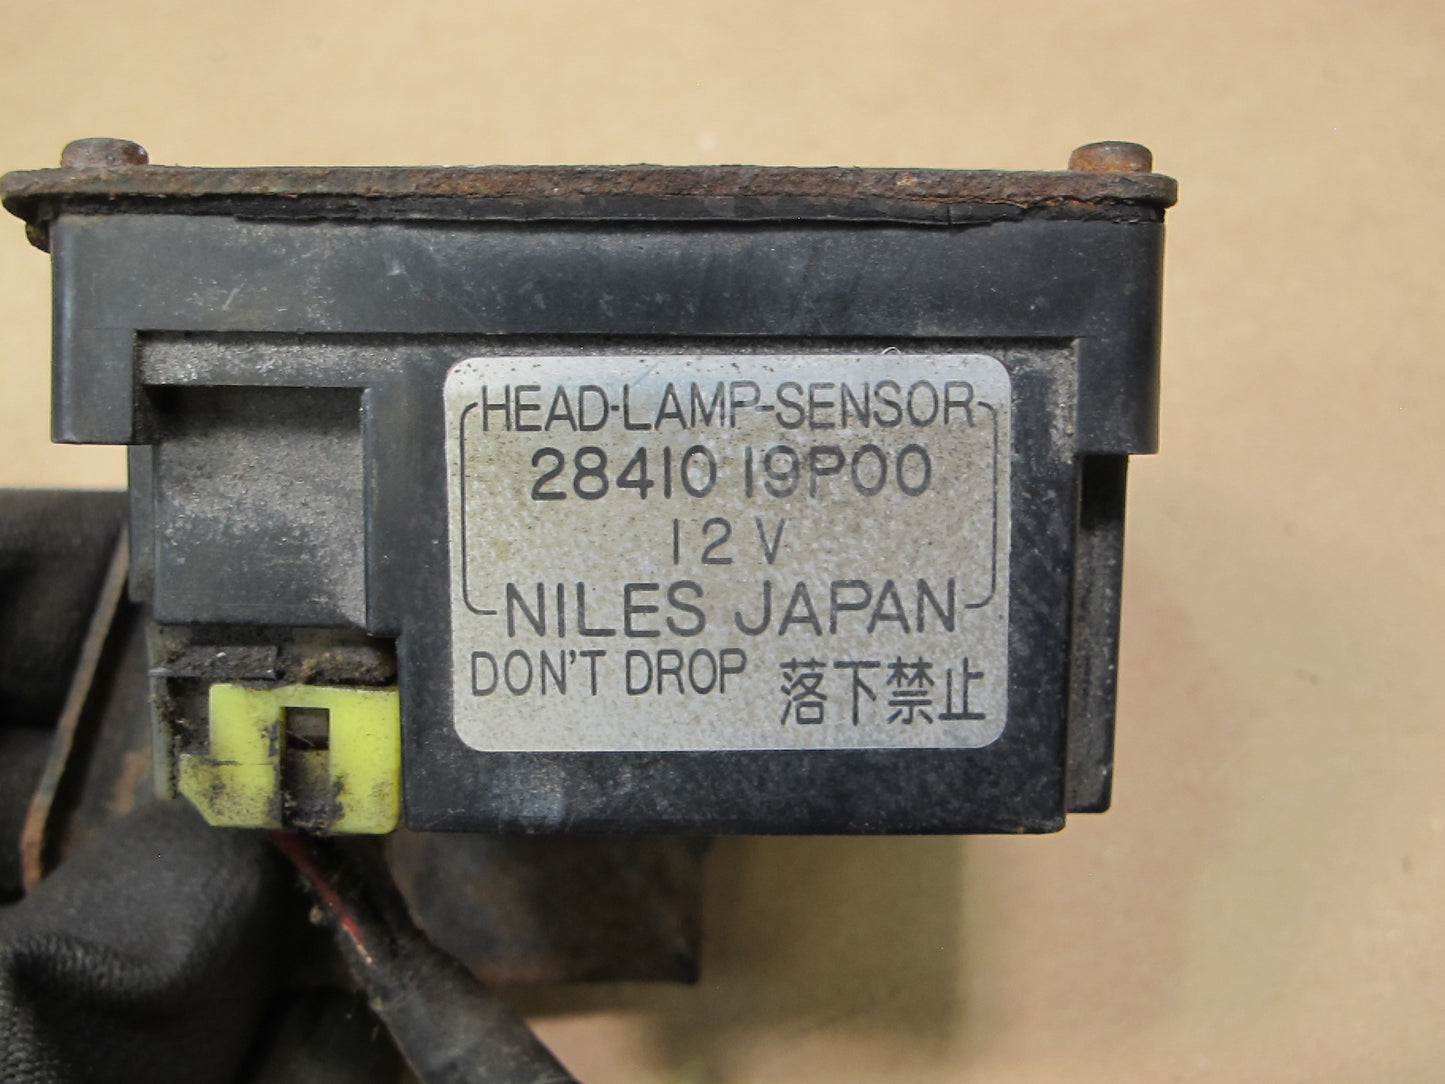 HEAD-LAMP-SENSOR
28410 19P00
12V
NILES JAPAN
DON'T DROP 落下禁止